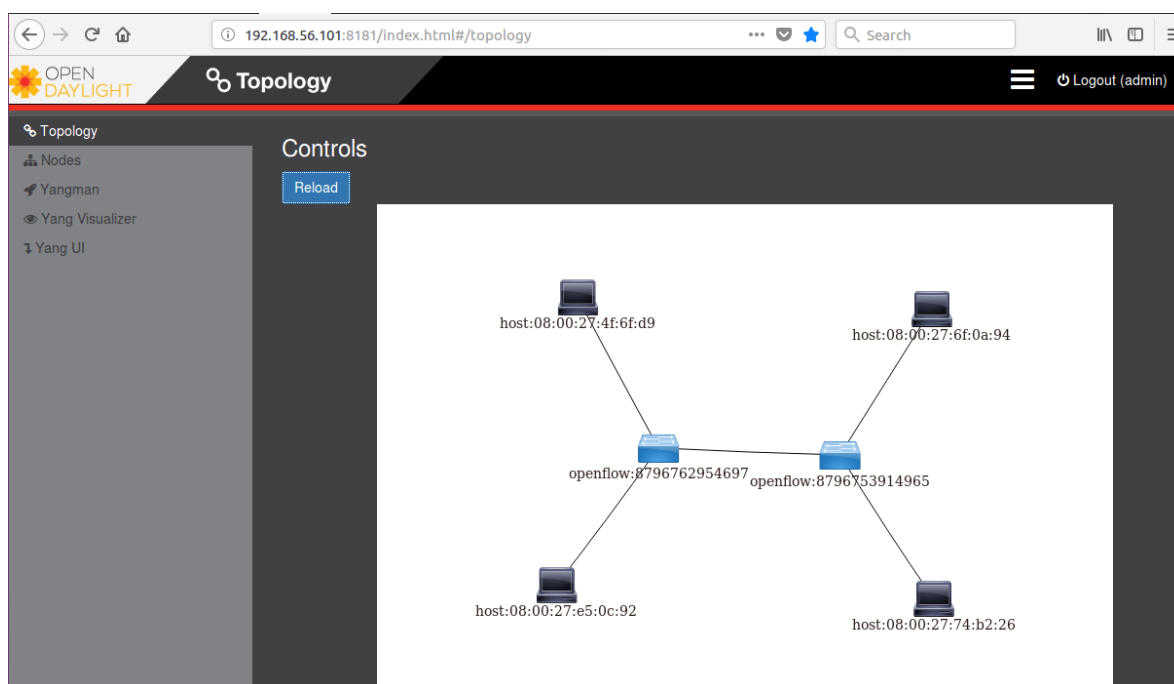 192.168.56.101:8181/index.html#/topology
Search
OPEN
DAYLIGHT
Topology
Logout (admin)
Topology
Nodes
Yangman
Yang Visualizer
Yang UI
Controls
Reload
host:08:00:27:4f:6f:d9
host:08:00:27:6f:0a:94
openflow:8796762954697
openflow:8796753914965
host:08:00:27:e5:0c:92
host:08:00:27:74:b2:26